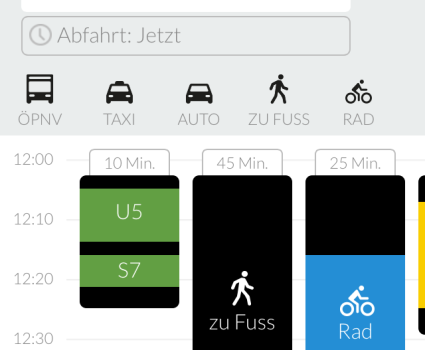 Abfahrt: Jetzt
ÖPNV TAXI AUTO ZU FUSS RAD
12:00 10 Min. 45 Min. 25 Min.
12:10 U5
12:20 S7
zu Fuss Rad
12:30